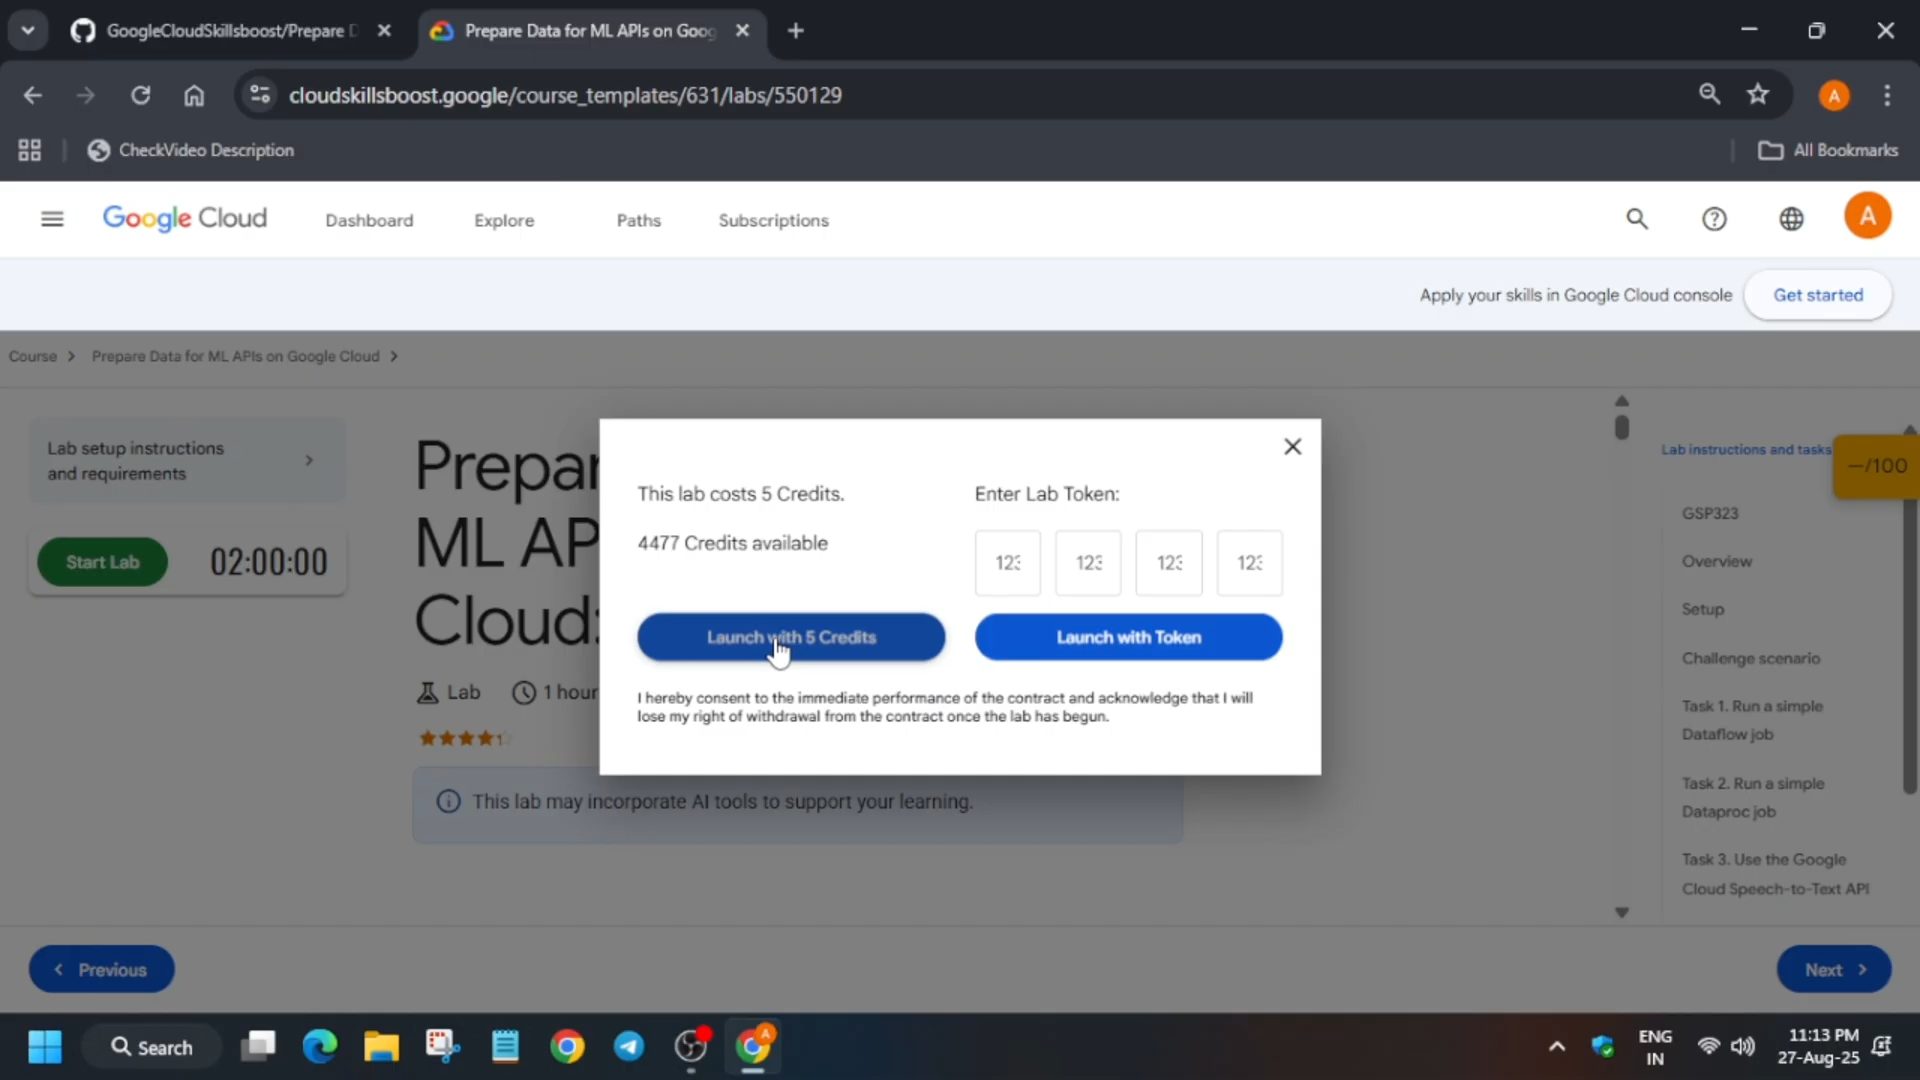 GoogleCloudSkillsboost/Prepare D
Prepare Data for ML APIs on Goog
cloudskillsboost.google/course_templates/631/labs/550129
A
CheckVideo Description
All Bookmarks
Google Cloud
Dashboard
Explore
Paths
Subscriptions
A
Apply your skills in Google Cloud console
Get started
Course > Prepare Data for ML APIs on Google Cloud >
Lab setup instructions
and requirements
Start Lab
02:00:00
Prepar
ML AP
Cloud:
Lab
1 hour
This lab may incorporate AI tools to support your learning.
This lab costs 5 Credits.
4477 Credits available
Launch with 5 Credits
Enter Lab Token:
123
123
123
123
Launch with Token
I hereby consent to the immediate performance of the contract and acknowledge that I will
lose my right of withdrawal from the contract once the lab has begun.
Lab instructions and tasks
—/100
GSP323
Overview
Setup
Challenge scenario
Task 1. Run a simple
Dataflow job
Task 2. Run a simple
Dataproc job
Task 3. Use the Google
Cloud Speech-to-Text API
Previous
Next
Search
A
ENG
IN
11:13 PM
27-Aug-25